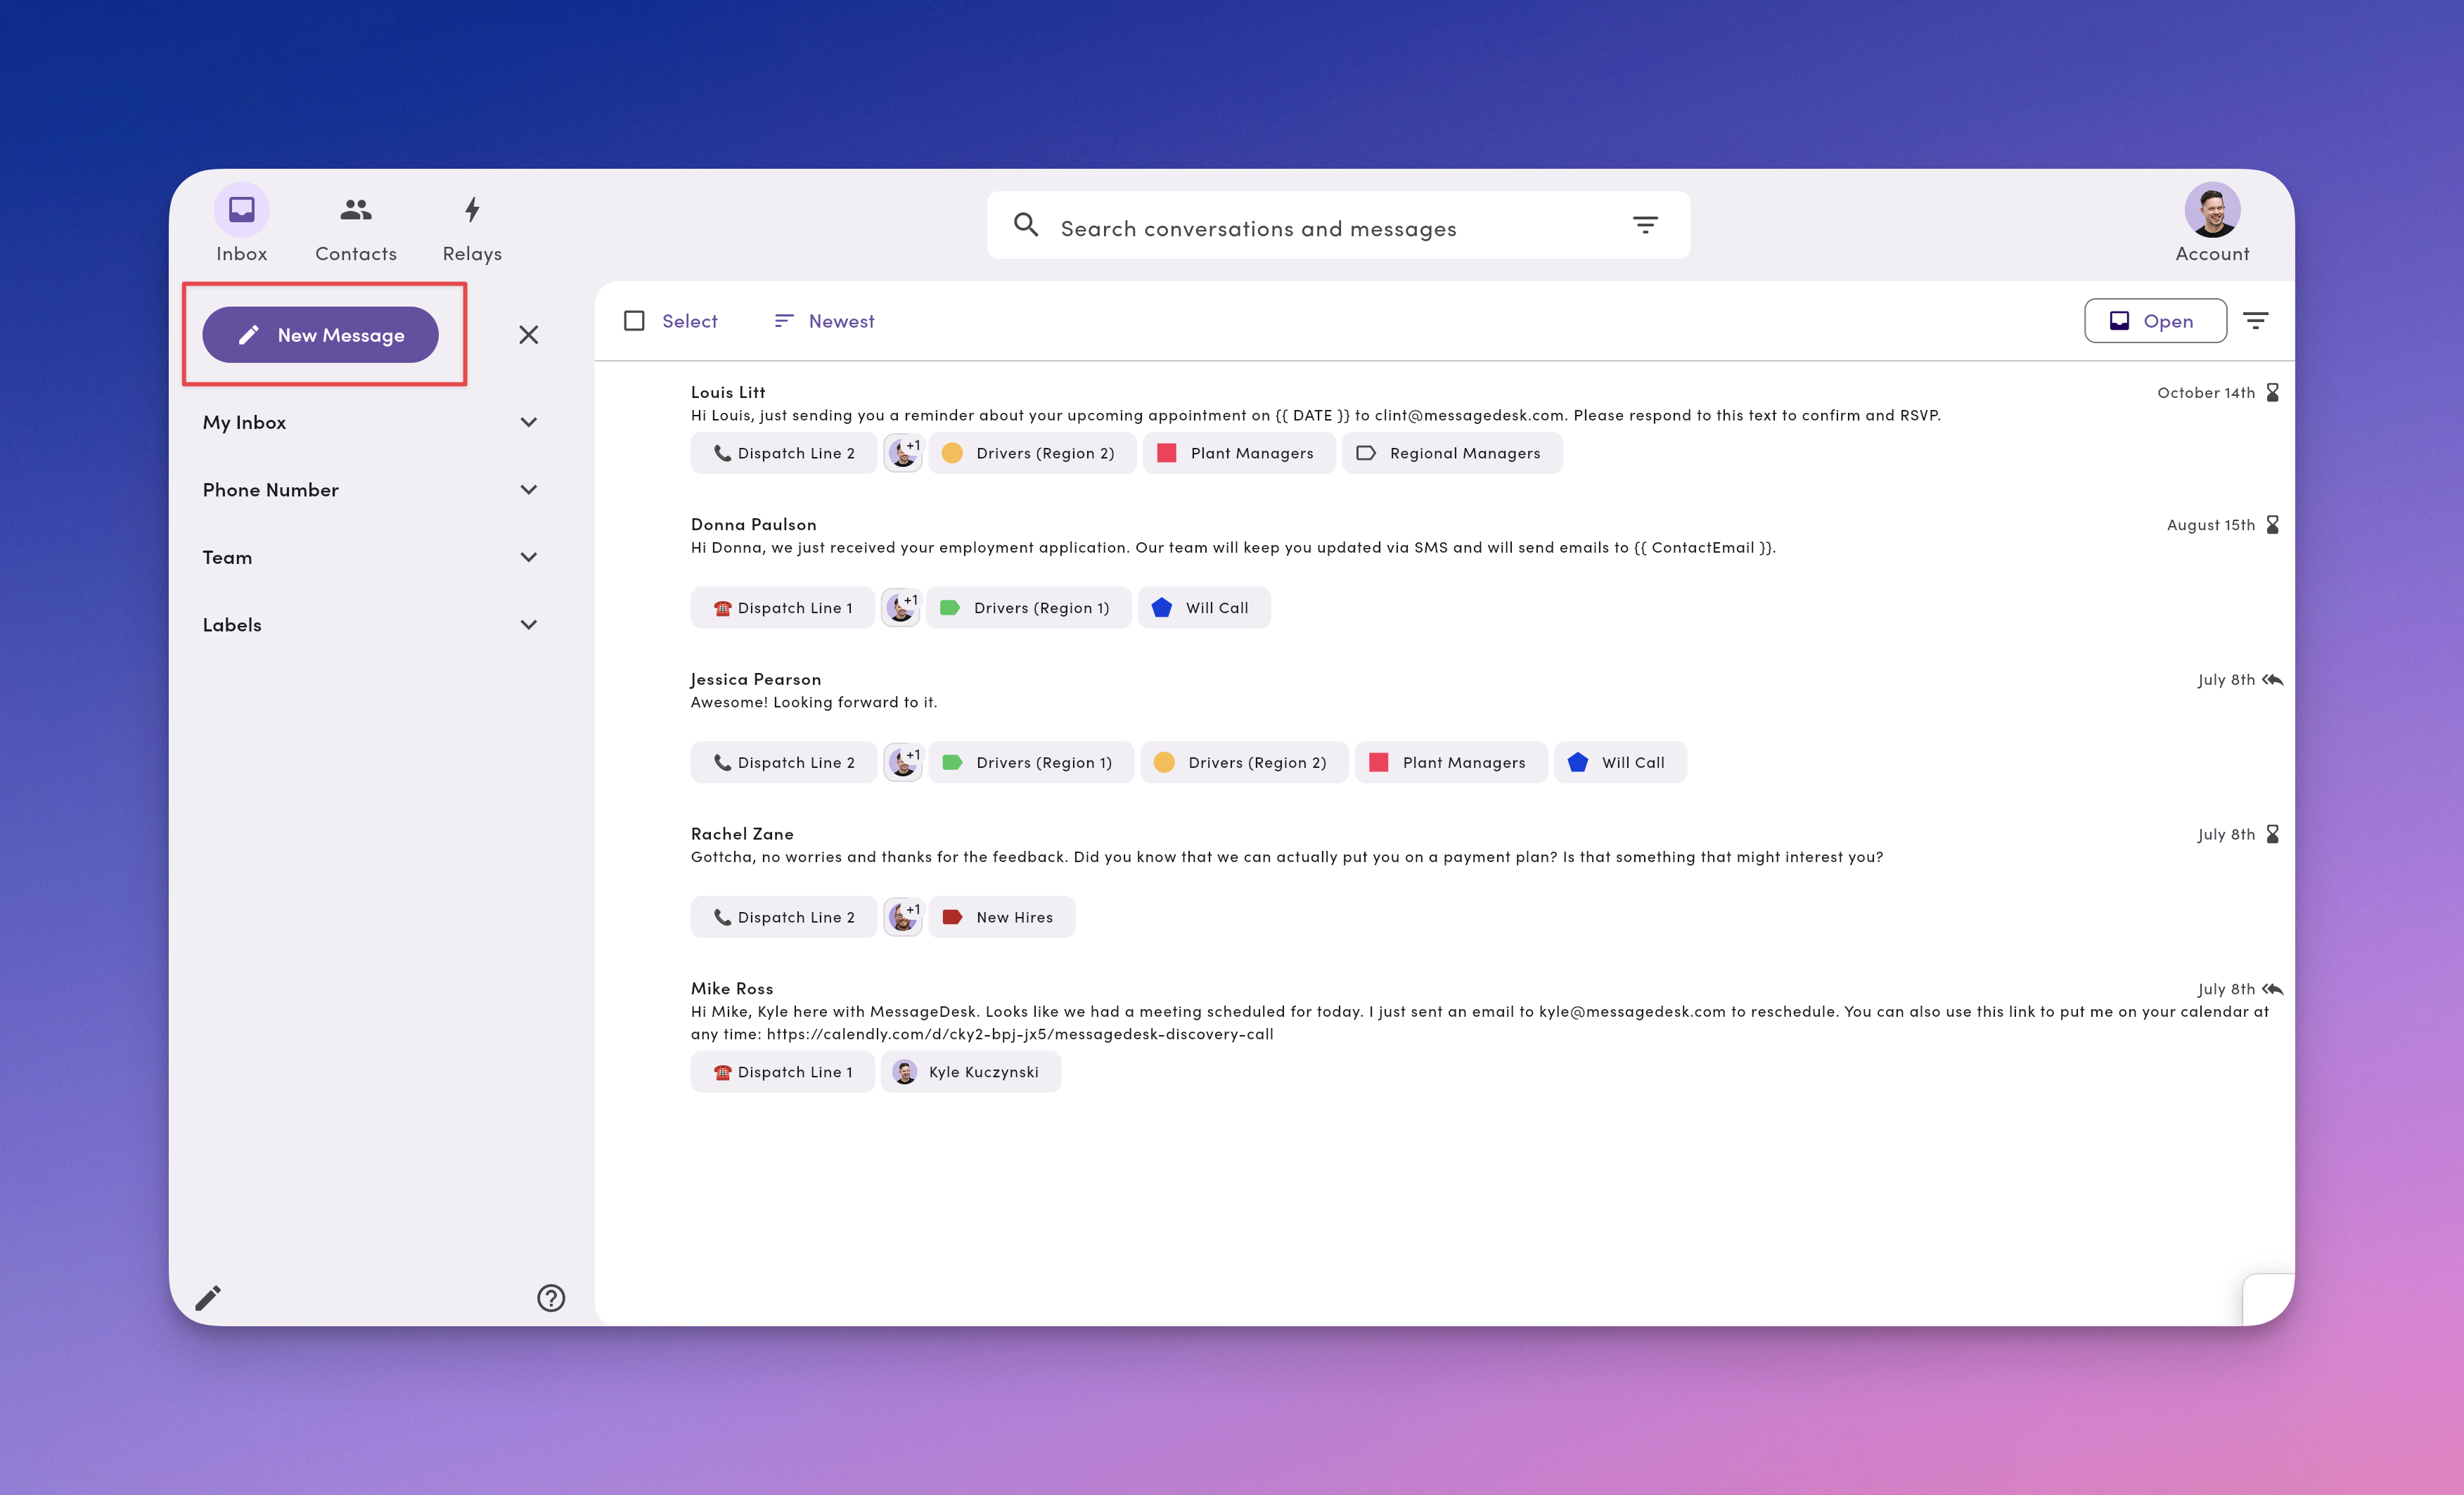 Inbox
Contacts
Relays
Search conversations and messages
Account
New Message
My Inbox
Phone Number
Team
Labels
Select
Newest
Open
Louis Litt
October 14th
Hi Louis, just sending you a reminder about your upcoming appointment on {{ DATE }} to clint@messagedesk.com. Please respond to this text to confirm and RSVP.
Dispatch Line 2 +1 Drivers (Region 2) Plant Managers Regional Managers
Donna Paulson
August 15th
Hi Donna, we just received your employment application. Our team will keep you updated via SMS and will send emails to {{ ContactEmail }}.
Dispatch Line 1 +1 Drivers (Region 1) Will Call
Jessica Pearson
July 8th
Awesome! Looking forward to it.
Dispatch Line 2 +1 Drivers (Region 1) Drivers (Region 2) Plant Managers Will Call
Rachel Zane
July 8th
Gottcha, no worries and thanks for the feedback. Did you know that we can actually put you on a payment plan? Is that something that might interest you?
Dispatch Line 2 +1 New Hires
Mike Ross
July 8th
Hi Mike, Kyle here with MessageDesk. Looks like we had a meeting scheduled for today. I just sent an email to kyle@messagedesk.com to reschedule. You can also use this link to put me on your calendar at
any time: https://calendly.com/d/cky2-bpj-jx5/messagedesk-discovery-call
Dispatch Line 1 Kyle Kuczynski